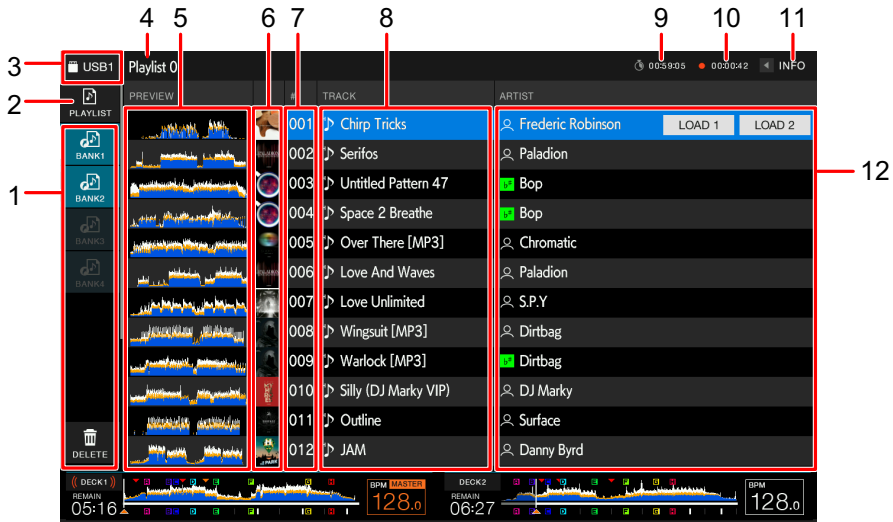 4 5 6 7 8 9 10 11
3 USB1 Playlist 0 00:59:05 00:00:42 INFO
2 PLAYLIST PREVIEW # TRACK ARTIST
001 Chirp Tricks Frederic Robinson LOAD 1 LOAD 2
BANK1 002 Serifos Paladion
12
1 BANK2 003 Untitled Pattern 47 Bop
004 Space 2 Breathe Bop
BANK3 005 Over There [MP3] Chromatic
BANK4 006 Love And Waves Paladion
007 Love Unlimited S.P.Y
008 Wingsuit [MP3] Dirtbag
009 Warlock [MP3] Dirtbag
010 Silly (DJ Marky VIP) DJ Marky
011 Outline Surface
DELETE 012 JAM Danny Byrd
DECK1 BPM MASTER DECK2 BPM
REMAIN 128.0 REMAIN 128.0
05:16 06:27